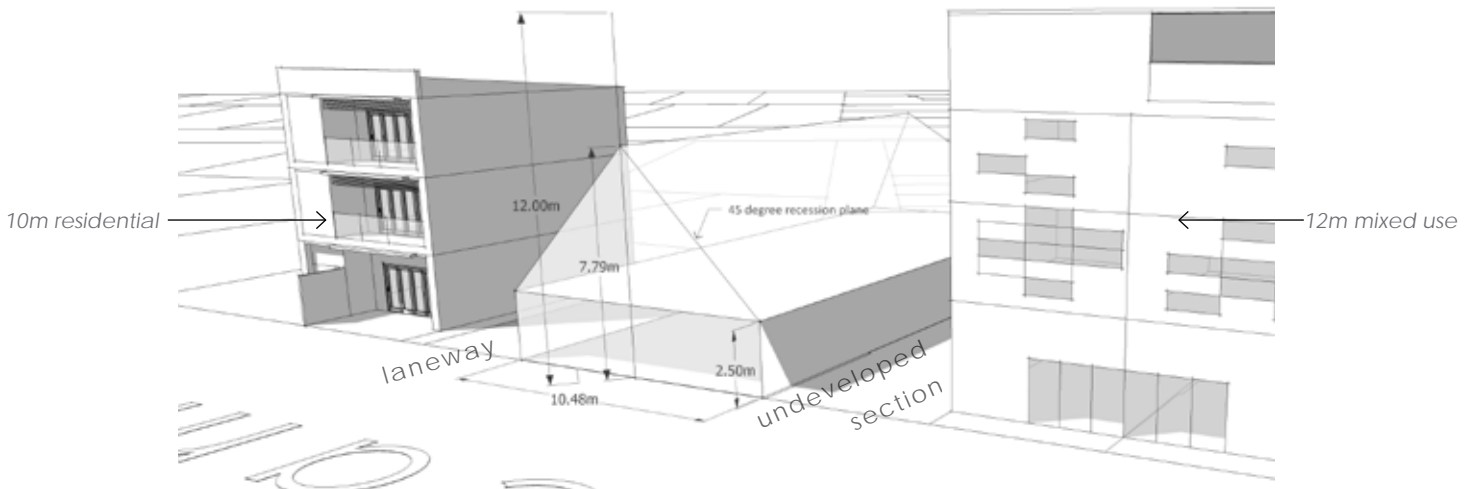 12.00m
10m residential
45 degree recession plane
12m mixed use
7.79m
laneway
2.50m
10.48m
undeveloped
section